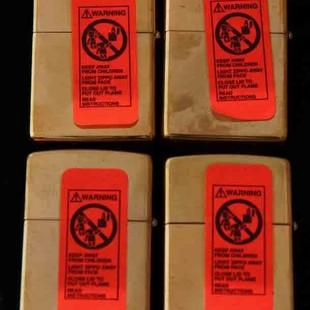 WARNING
KEEP AWAY
FROM CHILDREN
LIGHT ZIPPO AWAY
FROM FACE
CLOSE LID TO
PUT OUT FLAME
READ
INSTRUCTIONS
WARNING
KEEP AWAY
FROM CHILDREN
LIGHT ZIPPO AWAY
FROM FACE
CLOSE LID TO
PUT OUT FLAME
READ
INSTRUCTIONS
WARNING
KEEP AWAY
FROM CHILDREN
LIGHT ZIPPO AWAY
FROM FACE
CLOSE LID TO
PUT OUT FLAME
READ
INSTRUCTIONS
WARNING
KEEP AWAY
FROM CHILDREN
LIGHT ZIPPO AWAY
FROM FACE
CLOSE LID TO
PUT OUT FLAME
READ
INSTRUCTIONS